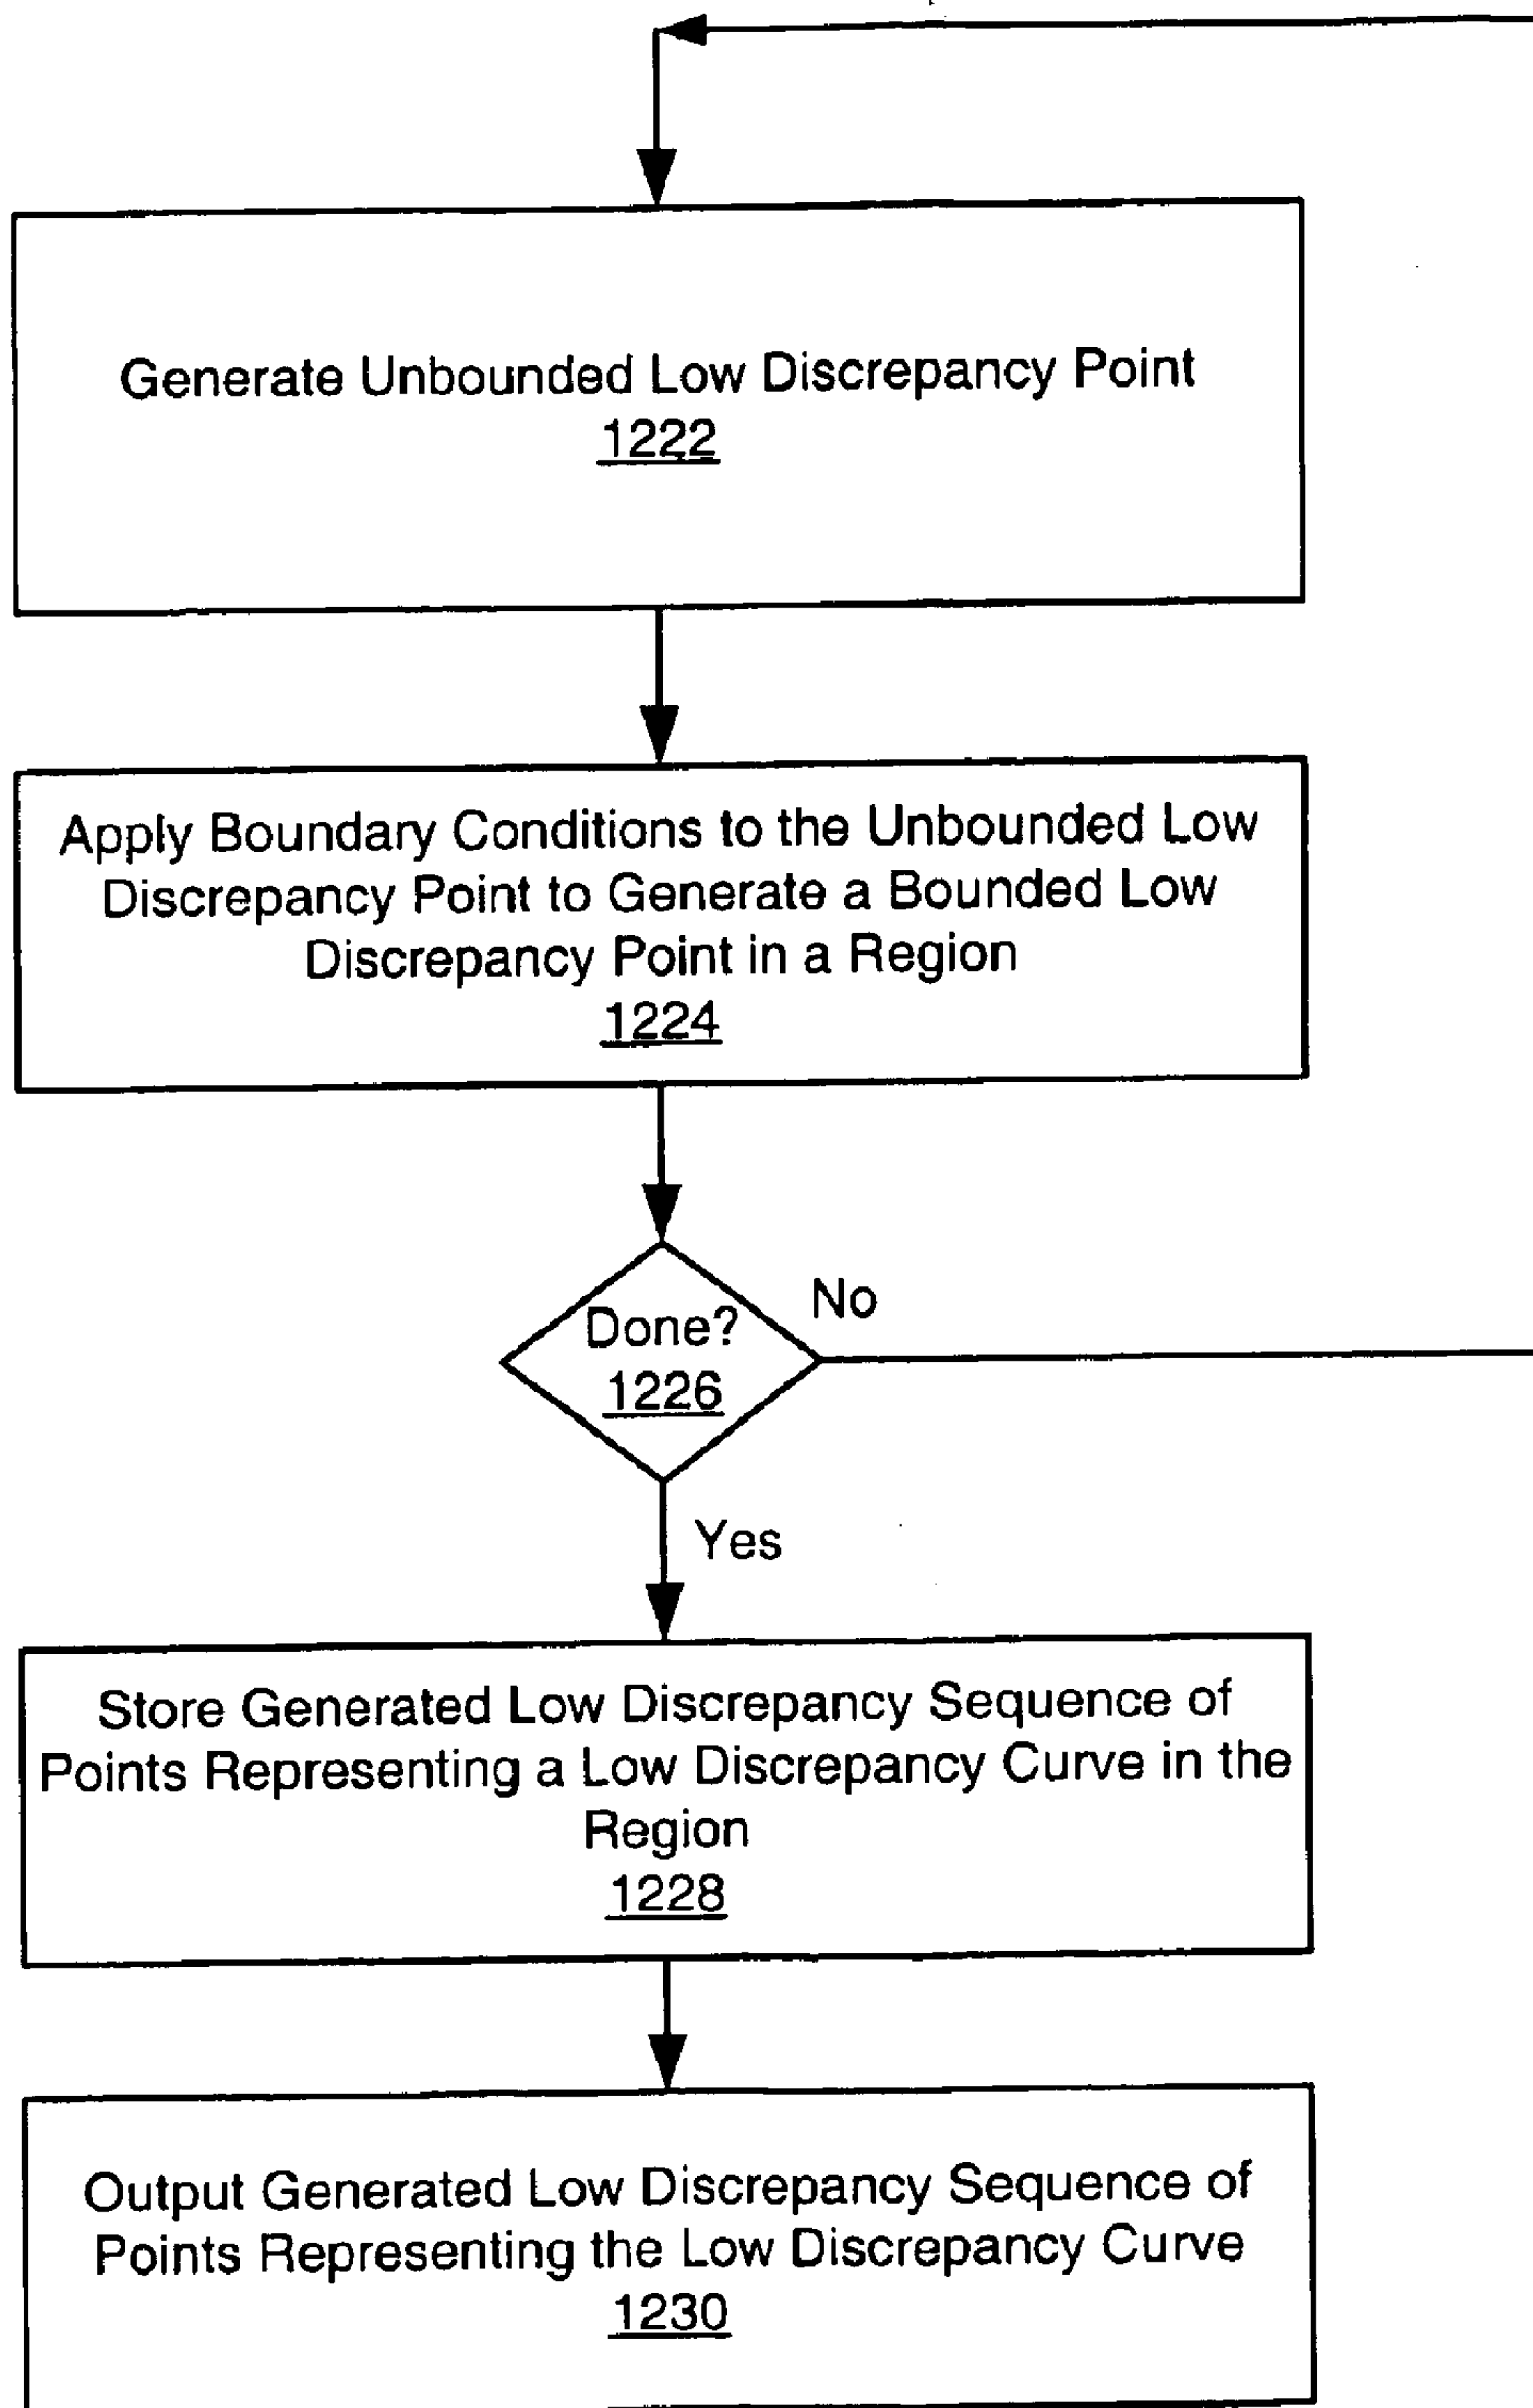 Generate Unbounded Low Discrepancy Point
1222
Apply Boundary Conditions to the Unbounded Low
Discrepancy Point to Generate a Bounded Low
Discrepancy Point in a Region
1224
No
Done?
1226
Yes
Store Generated Low Discrepancy Sequence of
Points Representing a Low Discrepancy Curve in the
Region
1228
Output Generated Low Discrepancy Sequence of
Points Representing the Low Discrepancy Curve
1230